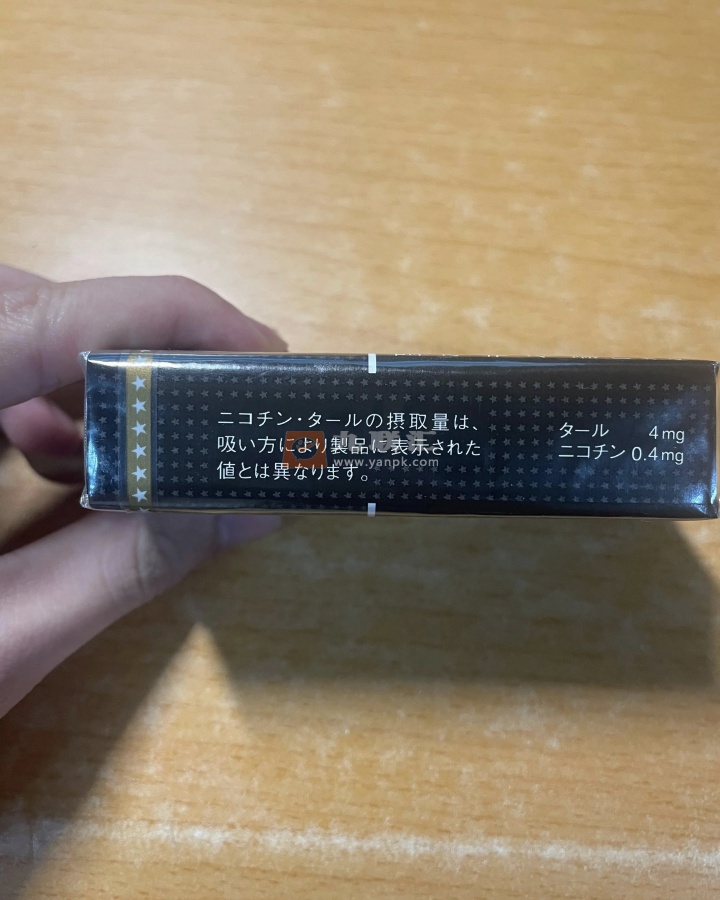 ニコチン・タールの摂取量は、
吸い方により製品に表示された
値とは異なります。
タール 4mg
ニコチン 0.4mg
www.yanpk.com